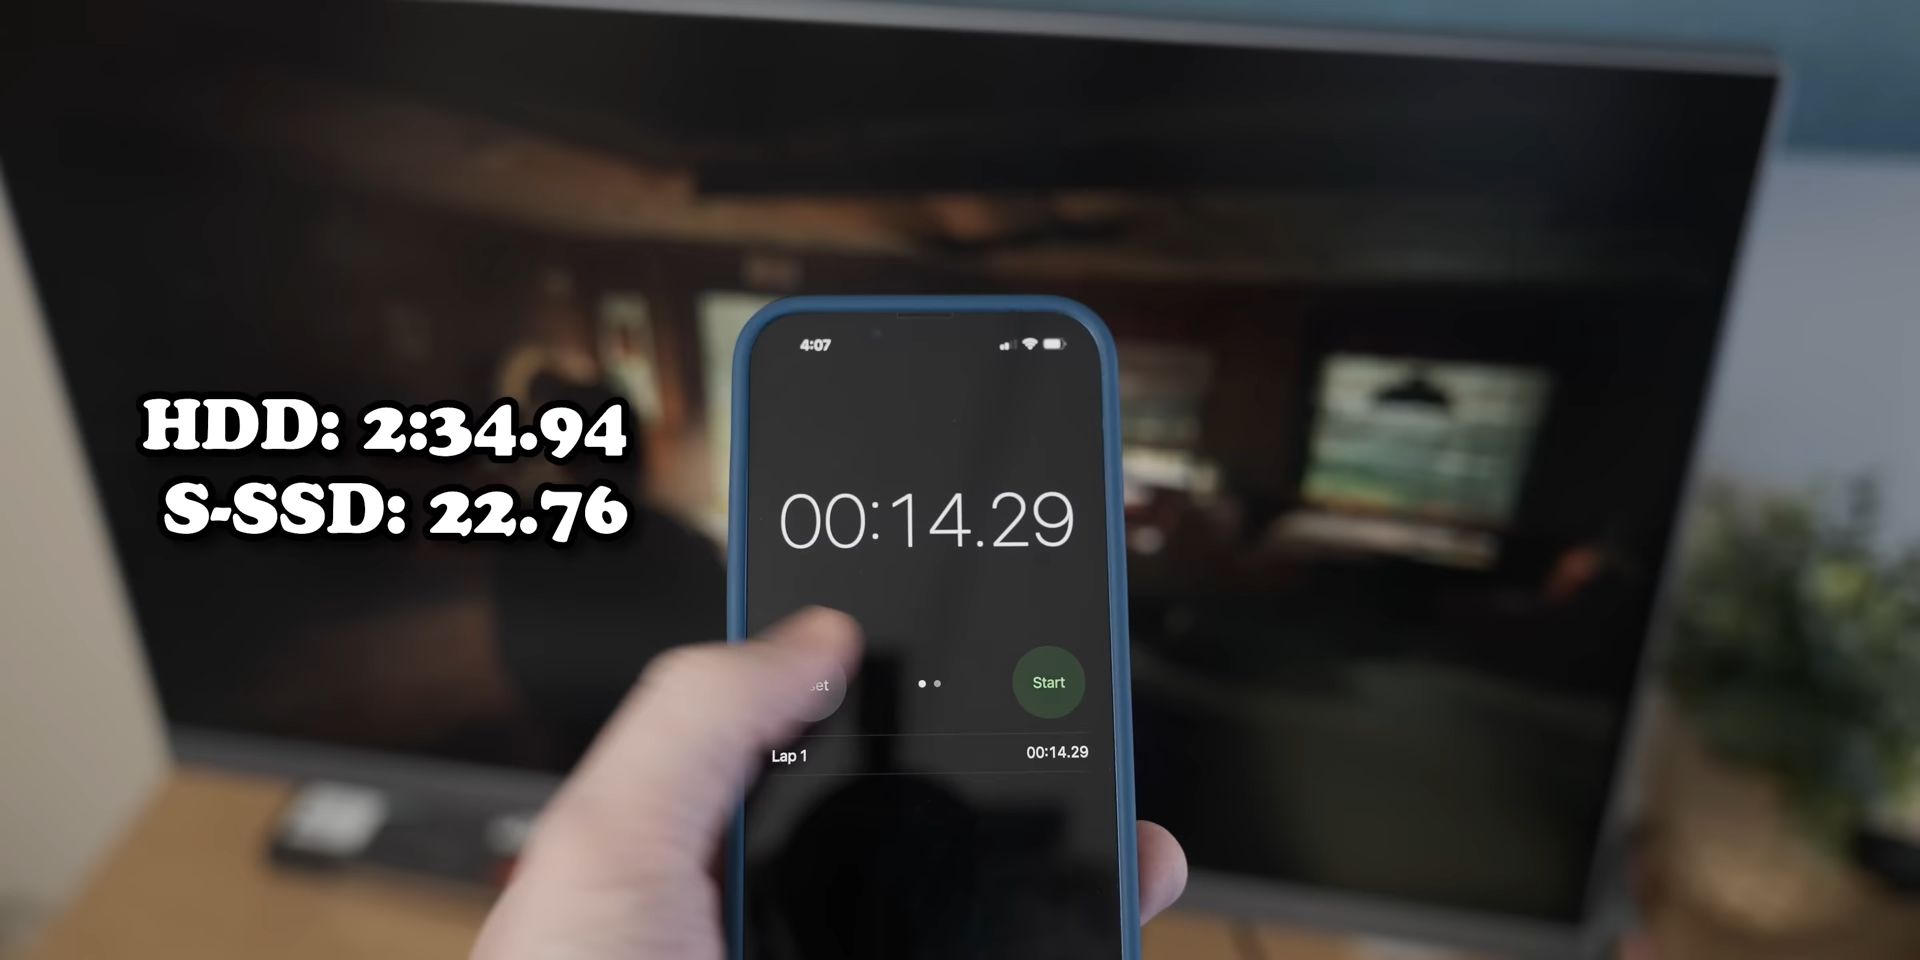 4:07
HDD: 2:34.94
S-SSD: 22.76
00:14.29
Start
Lap 1 00:14.29